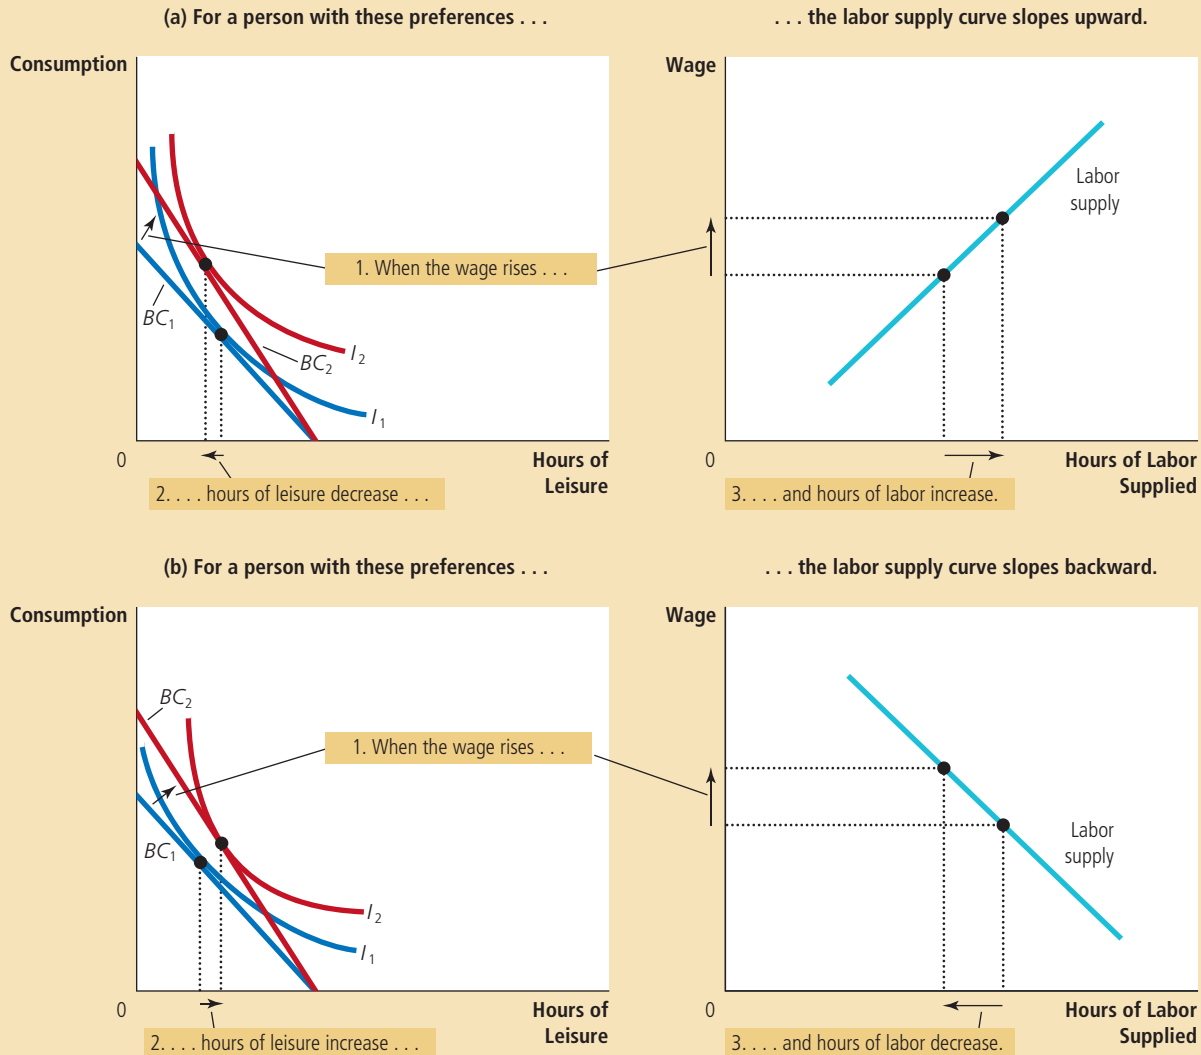 (a) For a person with these preferences . . .
. . . the labor supply curve slopes upward.
Consumption
Wage
Labor
supply
1. When the wage rises . . .
BC1
BC2
I2
I1
0
Hours of
Leisure
2. . . . hours of leisure decrease . . .
0
Hours of Labor
Supplied
3. . . . and hours of labor increase.
(b) For a person with these preferences . . .
. . . the labor supply curve slopes backward.
Consumption
Wage
BC2
1. When the wage rises . . .
BC1
Labor
supply
I2
I1
0
Hours of
Leisure
2. . . . hours of leisure increase . . .
0
Hours of Labor
Supplied
3. . . . and hours of labor decrease.